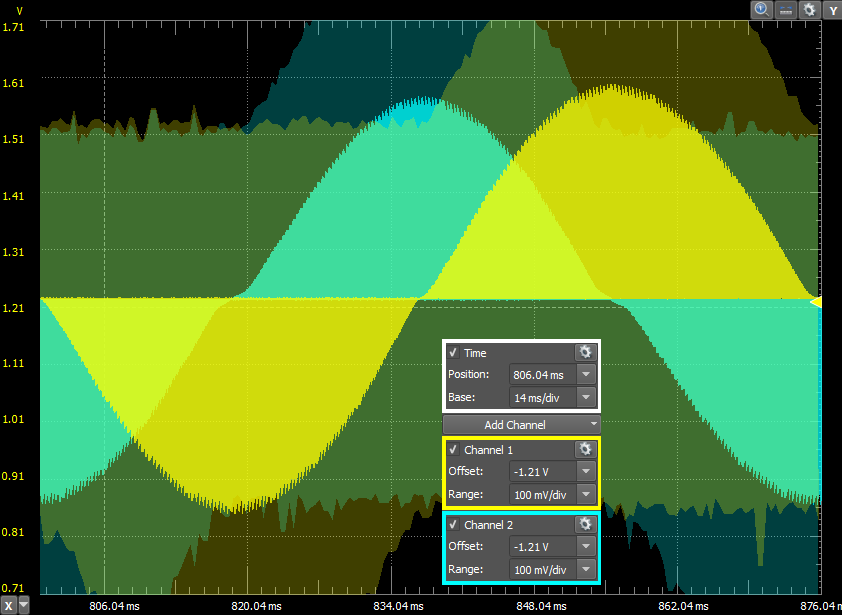 V
Y
1.71
1.61
1.51
1.41
1.31
1.21
1.11
1.01
0.91
0.81
0.71
Time
Position: 806.04 ms
Base: 14 ms/div
Add Channel
Channel 1
Offset: -1.21 V
Range: 100 mV/div
Channel 2
Offset: -1.21 V
Range: 100 mV/div
X 806.04 ms 820.04 ms 834.04 ms 848.04 ms 862.04 ms 876.04 ms